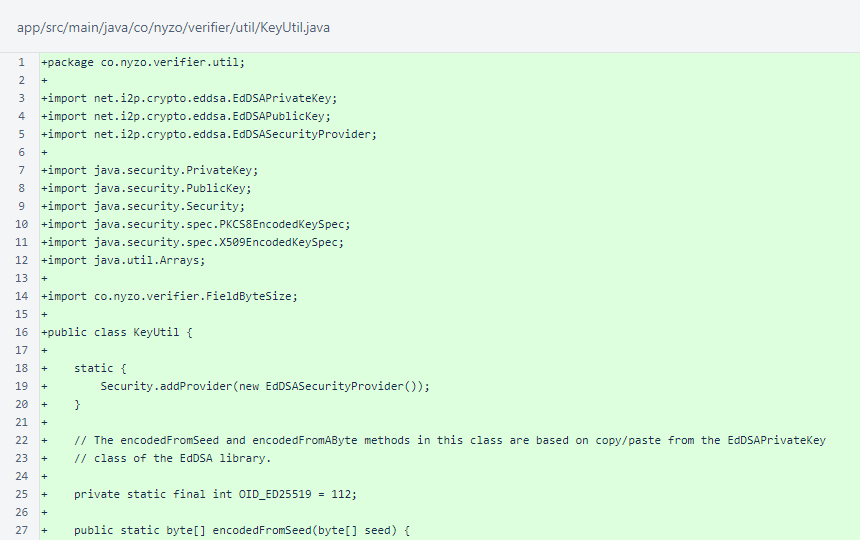 app/src/main/java/co/nyzo/verifier/util/KeyUtil.java
1 +package co.nyzo.verifier.util;
2 +
3 +import net.i2p.crypto.eddsa.EdDSAPrivateKey;
4 +import net.i2p.crypto.eddsa.EdDSAPublicKey;
5 +import net.i2p.crypto.eddsa.EdDSASecurityProvider;
6 +
7 +import java.security.PrivateKey;
8 +import java.security.PublicKey;
9 +import java.security.Security;
10 +import java.security.spec.PKCS8EncodedKeySpec;
11 +import java.security.spec.X509EncodedKeySpec;
12 +import java.util.Arrays;
13 +
14 +import co.nyzo.verifier.FieldByteSize;
15 +
16 +public class KeyUtil {
17 +
18 +    static {
19 +        Security.addProvider(new EdDSASecurityProvider());
20 +    }
21 +
22 +    // The encodedFromSeed and encodedFromAByte methods in this class are based on copy/paste from the EdDSAPrivateKey
23 +    // class of the EdDSA library.
24 +
25 +    private static final int OID_ED25519 = 112;
26 +
27 +    public static byte[] encodedFromSeed(byte[] seed) {